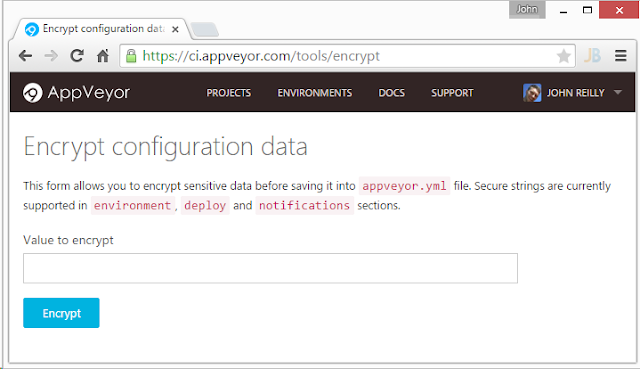 John
Encrypt configuration data
https://ci.appveyor.com/tools/encrypt
JB
AppVeyor PROJECTS ENVIRONMENTS DOCS SUPPORT JOHN REILLY
Encrypt configuration data
This form allows you to encrypt sensitive data before saving it into appveyor.yml file. Secure strings are currently
supported in environment, deploy and notifications sections.
Value to encrypt
Encrypt